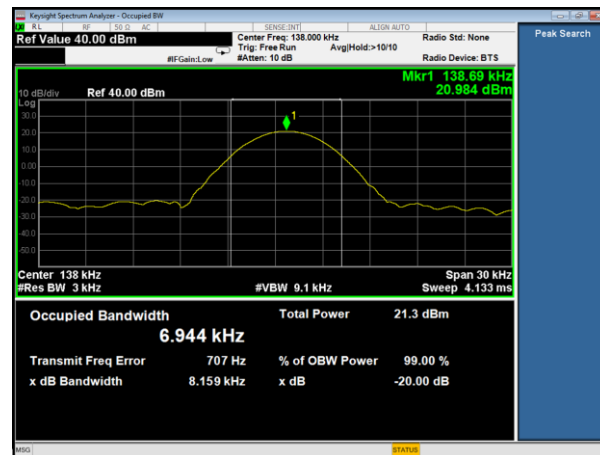 Keysight Spectrum Analyzer - Occupied BW
RL RF 50 Ω AC SENSE:INT ALIGN AUTO
Ref Value 40.00 dBm Center Freq: 138.000 kHz Radio Std: None
Trig: Free Run Avg|Hold:>10/10
#IFGain:Low #Atten: 10 dB Radio Device: BTS
Peak Search
Mkr1 138.69 kHz
10 dB/div Ref 40.00 dBm 20.984 dBm
Log
30.0
20.0
10.0
0.00
-10.0
-20.0
-30.0
-40.0
-50.0
1
Center 138 kHz Span 30 kHz
#Res BW 3 kHz #VBW 9.1 kHz Sweep 4.133 ms
Occupied Bandwidth Total Power 21.3 dBm
6.944 kHz
Transmit Freq Error 707 Hz % of OBW Power 99.00 %
x dB Bandwidth 8.159 kHz x dB -20.00 dB
MSG STATUS